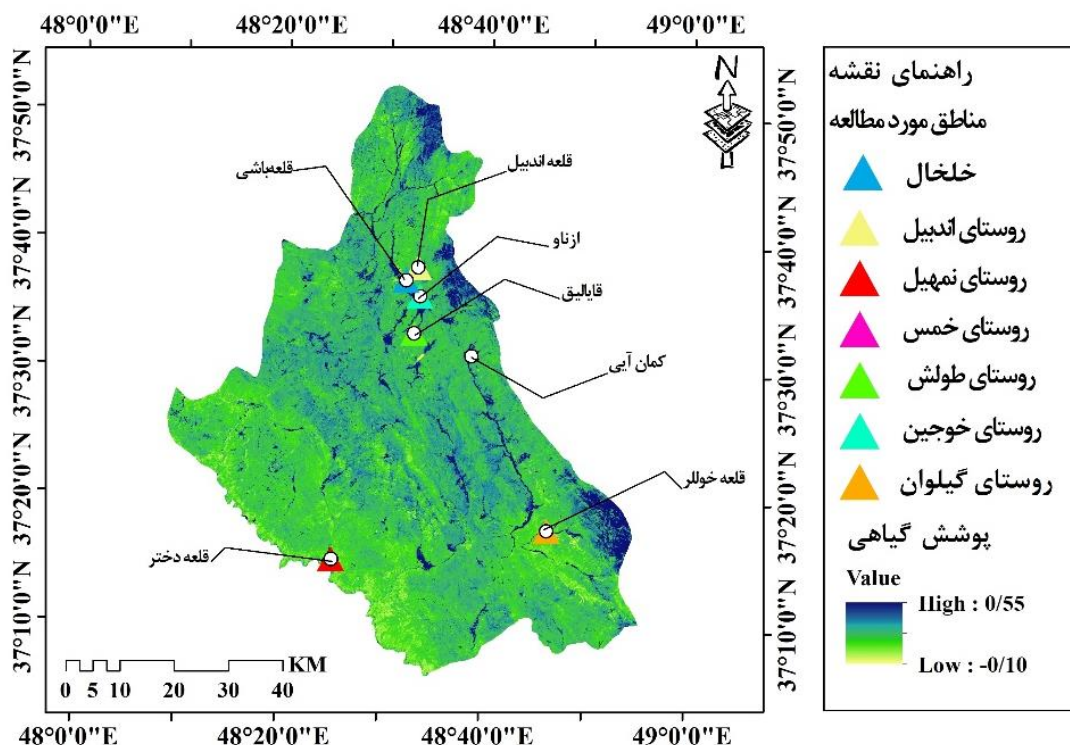 48°0'0"E 48°20'0"E 48°40'0"E 49°0'0"E
37°50'0"N
37°40'0"N
37°30'0"N
37°20'0"N
37°10'0"N
N
قلعه‌باشی
قلعه اندبیل
ازناو
قایالیق
کمان آیی
قلعه خوللر
قلعه دختر
KM
0 5 10 20 30 40
37°50'0"N
37°40'0"N
37°30'0"N
37°20'0"N
37°10'0"N
48°0'0"E 48°20'0"E 48°40'0"E 49°0'0"E
راهنمای نقشه
مناطق مورد مطالعه
خلخال
روستای اندبیل
روستای نمهیل
روستای خمس
روستای طولش
روستای خوجین
روستای گیلوان
پوشش گیاهی
Value
High : 0/55
Low : -0/10